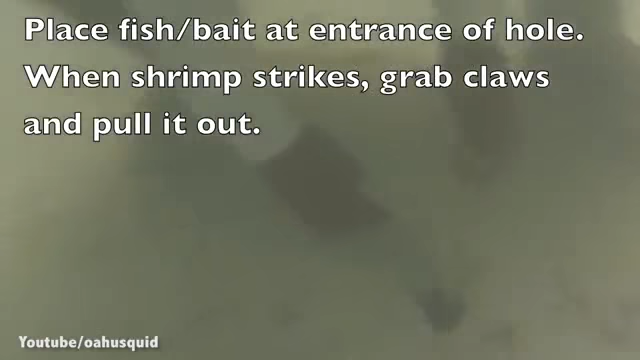 Place fish/bait at entrance of hole.
When shrimp strikes, grab claws
and pull it out.
Youtube/oahusquid